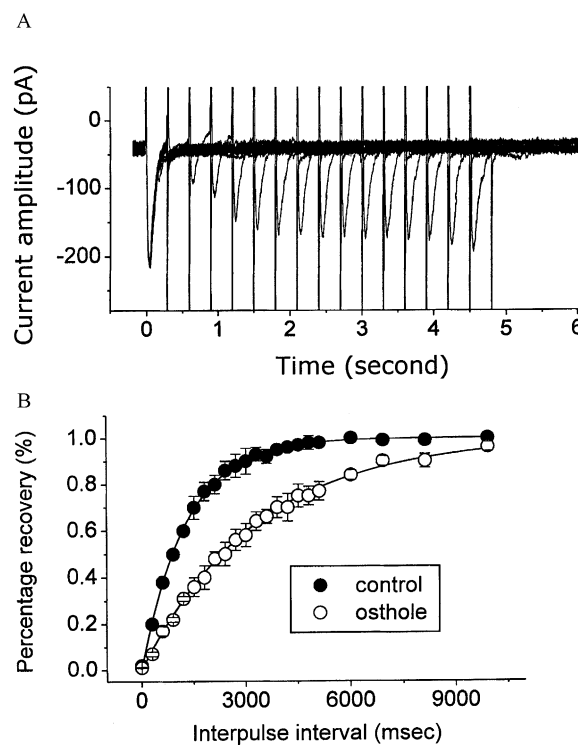 A
Current amplitude (pA)
0
-100
-200
0 1 2 3 4 5 6
Time (second)
B
Percentage recovery (%)
1.0
0.8
0.6
0.4
0.2
0.0
control
osthole
0 3000 6000 9000
Interpulse interval (msec)